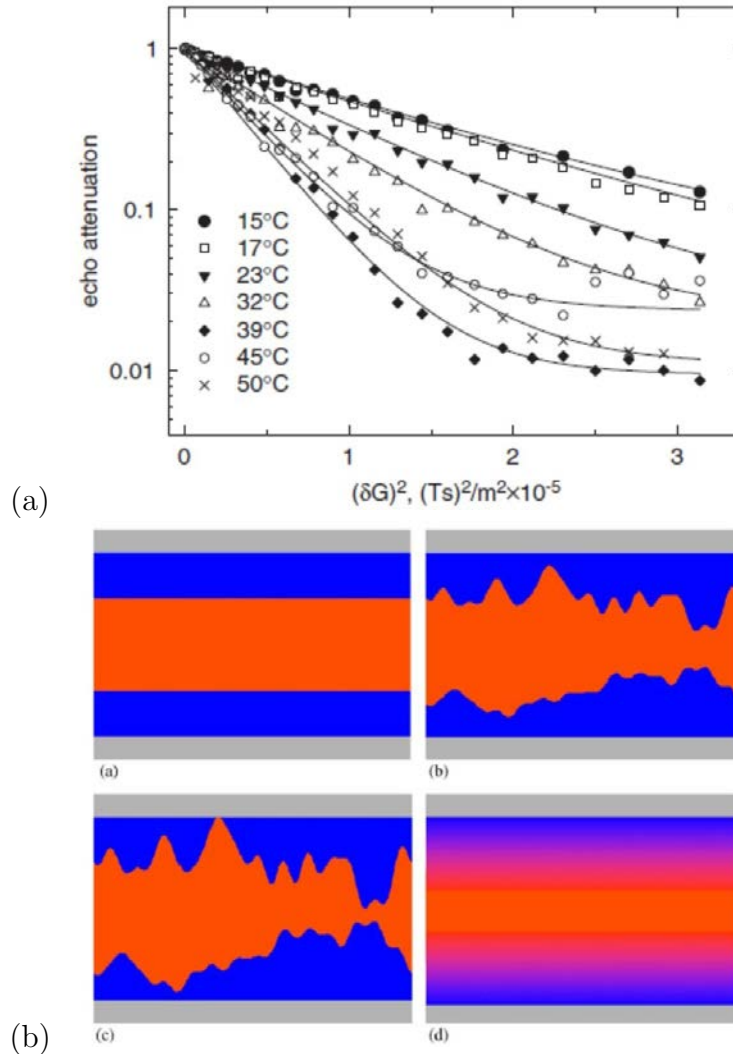 1
0.1
0.01
echo attenuation
15°C
17°C
23°C
32°C
39°C
45°C
50°C
0 1 2 3
(δG)², (Ts)²/m²×10⁻⁵
(a)
(a) (b)
(c) (d)
(b)